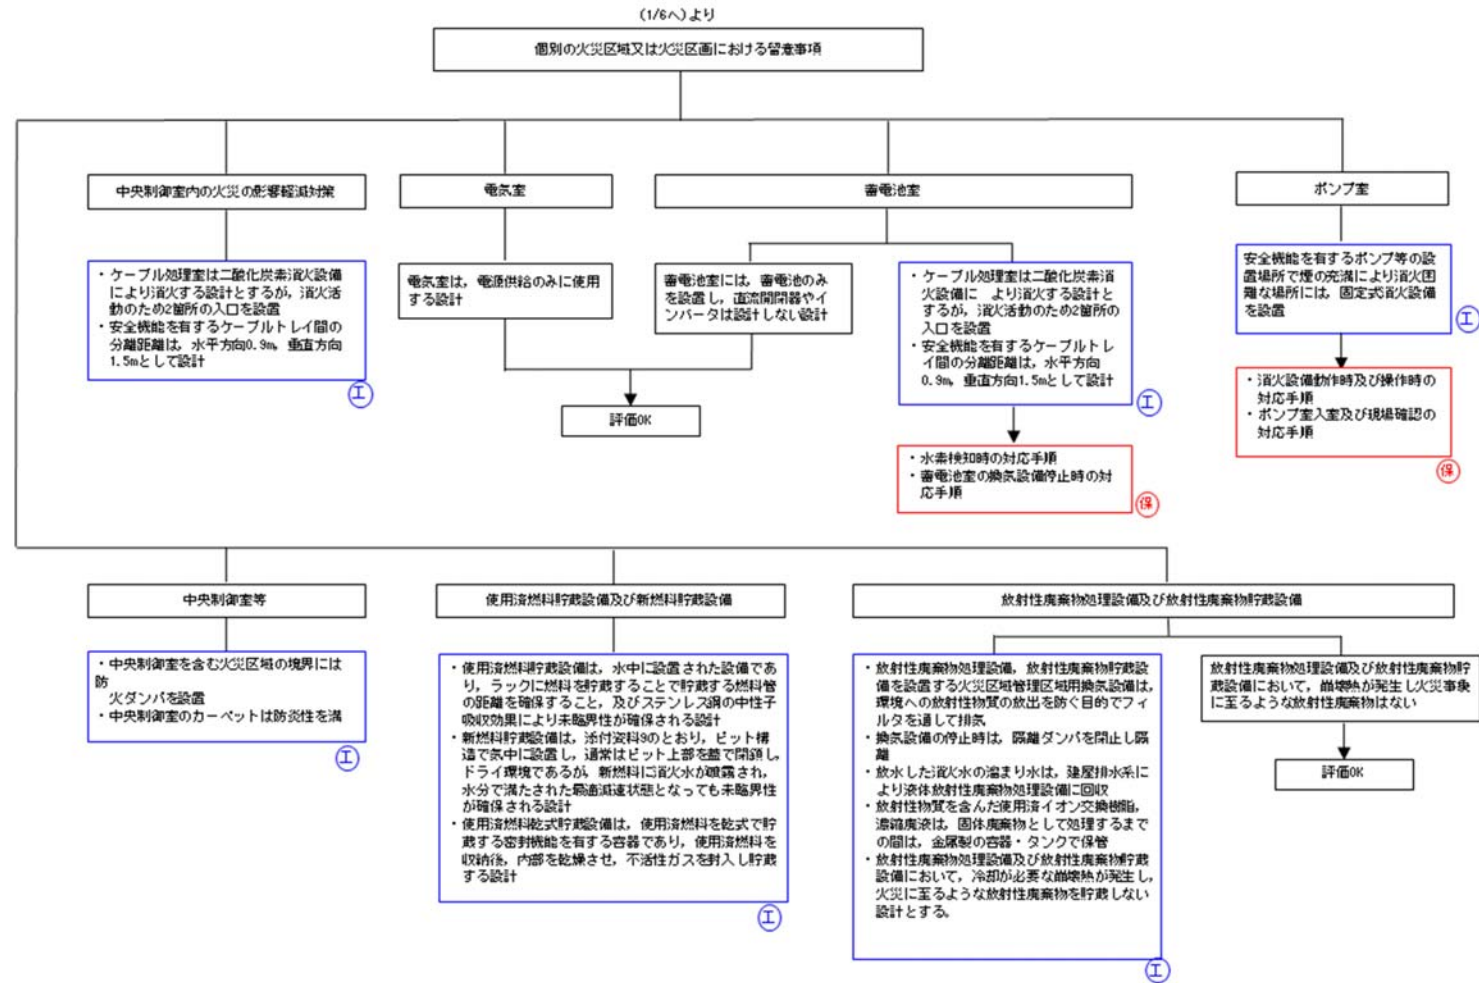 (1/6へ)より
個別の火災区域又は火災区画における留意事項
中央制御室内の火災の影響軽減対策
電気室
蓄電池室
ポンプ室
・ケーブル処理室は二酸化炭素消火設備
により消火する設計とするが，消火活
動のため2箇所の入口を設置
・安全機能を有するケーブルトレイ間の
分離距離は，水平方向0.9m，垂直方向
1.5mとして設計
工
電気室は，電源供給のみに使用
する設計
蓄電池室には，蓄電池のみ
を設置し，直流開閉器やイ
ンバータは設計しない設計
評価OK
・ケーブル処理室は二酸化炭素消
火設備に　より消火する設計と
するが，消火活動のため2箇所の
入口を設置
・安全機能を有するケーブルトレ
イ間の分離距離は，水平方向
0.9m，垂直方向1.5mとして設計
工
・水素検知時の対応手順
・蓄電池室の換気設備停止時の対
応手順
保
安全機能を有するポンプ等の設
置場所で煙の充満により消火困
難な場所には，固定式消火設備
を設置
工
・消火設備動作時及び操作時の
対応手順
・ポンプ室入室及び現場確認の
対応手順
保
中央制御室等
使用済燃料貯蔵設備及び新燃料貯蔵設備
放射性廃棄物処理設備及び放射性廃棄物貯蔵設備
・中央制御室を含む火災区域の境界には
防
火ダンパを設置
・中央制御室のカーペットは防炎性を満
工
・使用済燃料貯蔵設備は，水中に設置された設備であ
り，ラックに燃料を貯蔵することで貯蔵する燃料管
の距離を確保すること，及びステンレス鋼の中性子
吸収効果により未臨界性が確保される設計
・新燃料貯蔵設備は，添付資料9のとおり，ピット構
造で気中に設置し，通常はピット上部を蓋で閉鎖し，
ドライ環境であるが，新燃料に消火水が噴霧され，
水分で満たされた最適減速状態となっても未臨界性
が確保される設計
・使用済燃料乾式貯蔵設備は，使用済燃料を乾式で貯
蔵する密封機能を有する容器であり，使用済燃料を
収納後，内部を乾燥させ，不活性ガスを封入し貯蔵
する設計
工
・放射性廃棄物処理設備，放射性廃棄物貯蔵設
備を設置する火災区域管理区域用換気設備は，
環境への放射性物質の放出を防ぐ目的でフィ
ルタを通して排気
・換気設備の停止時は，隔離ダンパを閉止し隔
離
・放水した消火水の溜まり水は，建屋排水系に
より液体放射性廃棄物処理設備に回収
・放射性物質を含んだ使用済イオン交換樹脂，
濃縮廃液は，固体廃棄物として処理するまで
の間は，金属製の容器・タンクで保管
・放射性廃棄物処理設備及び放射性廃棄物貯蔵
設備において，冷却が必要な崩壊熱が発生し，
火災に至るような放射性廃棄物を貯蔵しない
設計とする。
工
放射性廃棄物処理設備及び放射性廃棄物貯
蔵設備において，崩壊熱が発生し火災事象
に至るような放射性廃棄物はない
評価OK